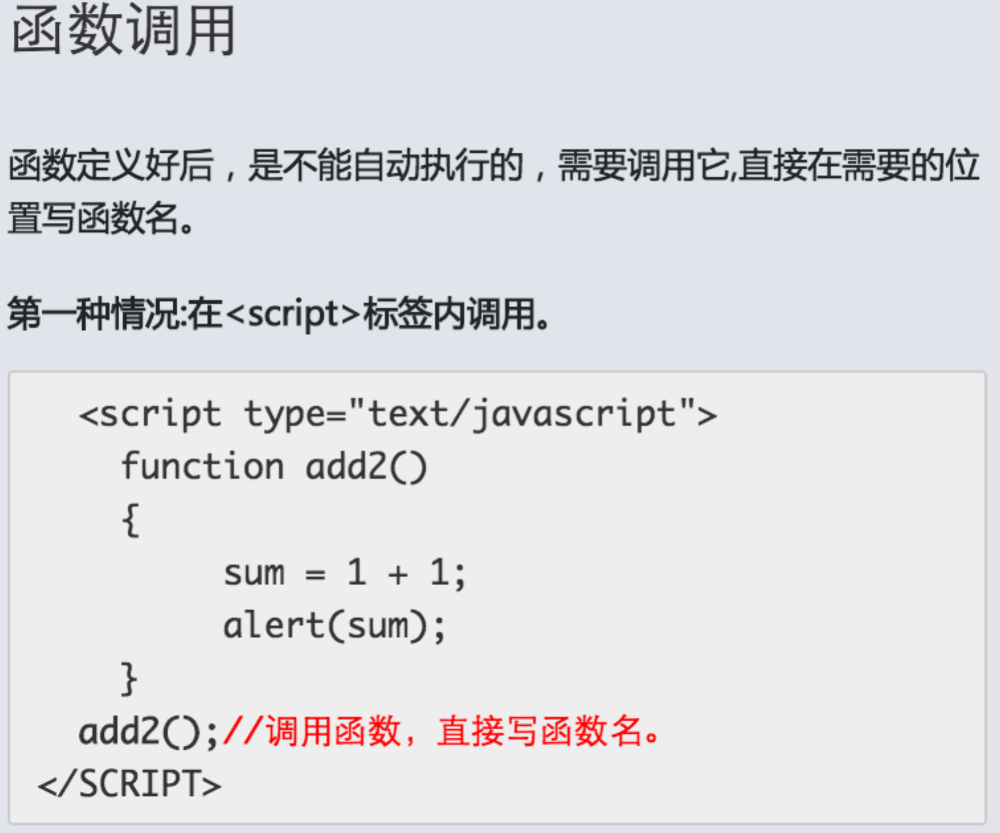 函数调用
函数定义好后，是不能自动执行的，需要调用它,直接在需要的位
置写函数名。
第一种情况:在<script>标签内调用。
<script type="text/javascript">
function add2()
{
sum = 1 + 1;
alert(sum);
}
add2();//调用函数，直接写函数名。
</SCRIPT>